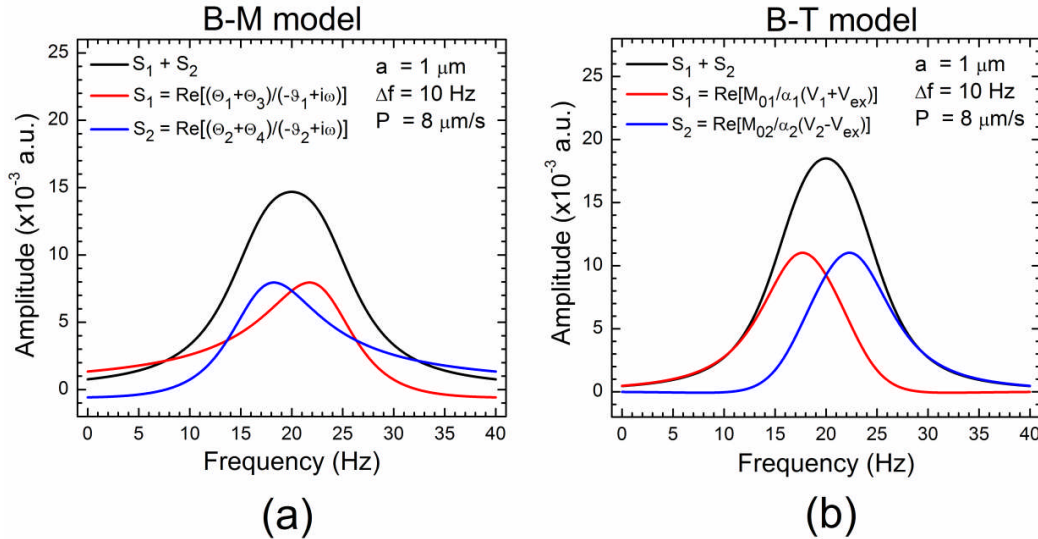 B-M model
S₁ + S₂
S₁ = Re[(Θ₁+Θ₃)/(-ϑ₁+iω)]
S₂ = Re[(Θ₂+Θ₄)/(-ϑ₂+iω)]
a = 1 μm
Δf = 10 Hz
P = 8 μm/s
Amplitude (x10⁻³ a.u.)
25
20
15
10
5
0
0 5 10 15 20 25 30 35 40
Frequency (Hz)
(a)
B-T model
S₁ + S₂
S₁ = Re[M₀₁/α₁(V₁+Vₑₓ)]
S₂ = Re[M₀₂/α₂(V₂-Vₑₓ)]
a = 1 μm
Δf = 10 Hz
P = 8 μm/s
Amplitude (x10⁻³ a.u.)
25
20
15
10
5
0
0 5 10 15 20 25 30 35 40
Frequency (Hz)
(b)